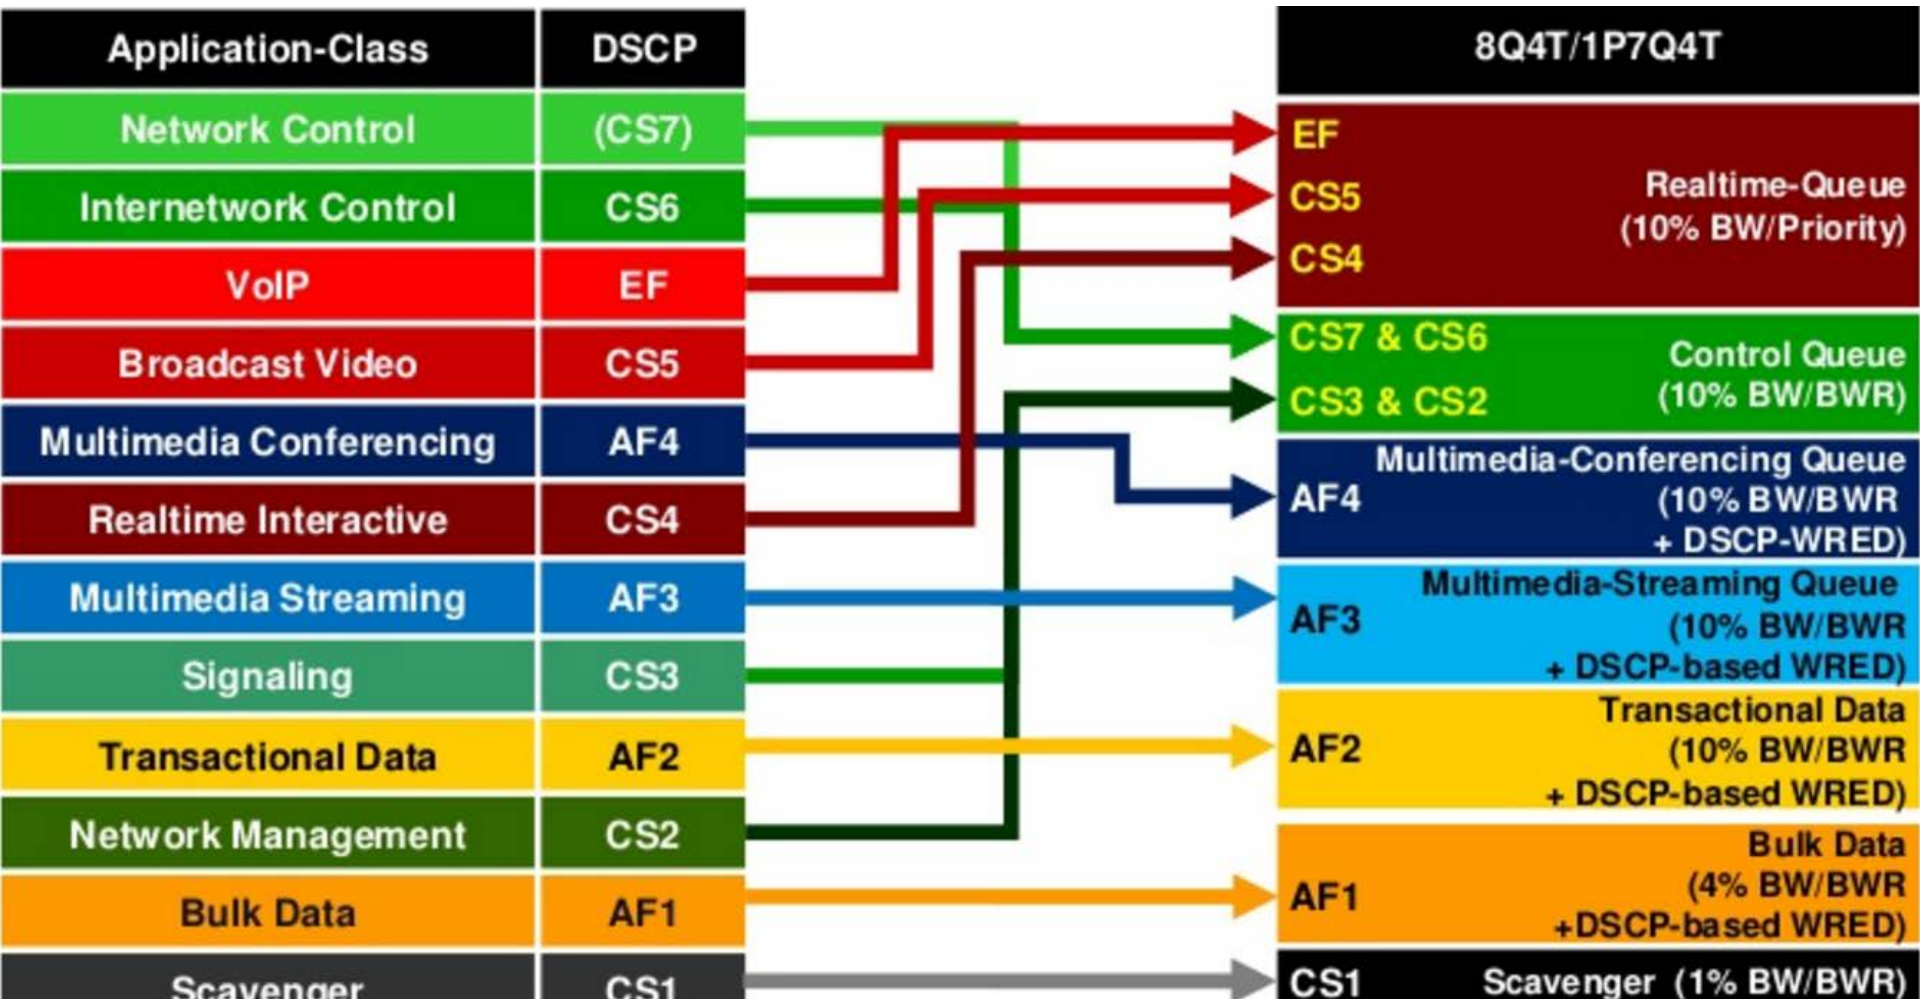 Application-Class DSCP
Network Control (CS7)
Internetwork Control CS6
VoIP EF
Broadcast Video CS5
Multimedia Conferencing AF4
Realtime Interactive CS4
Multimedia Streaming AF3
Signaling CS3
Transactional Data AF2
Network Management CS2
Bulk Data AF1
Scavenger CS1
8Q4T/1P7Q4T
EF
CS5
CS4
Realtime-Queue
(10% BW/Priority)
CS7 & CS6
CS3 & CS2
Control Queue
(10% BW/BWR)
AF4
Multimedia-Conferencing Queue
(10% BW/BWR
+ DSCP-WRED)
AF3
Multimedia-Streaming Queue
(10% BW/BWR
+ DSCP-based WRED)
AF2
Transactional Data
(10% BW/BWR
+ DSCP-based WRED)
AF1
Bulk Data
(4% BW/BWR
+DSCP-based WRED)
CS1 Scavenger (1% BW/BWR)